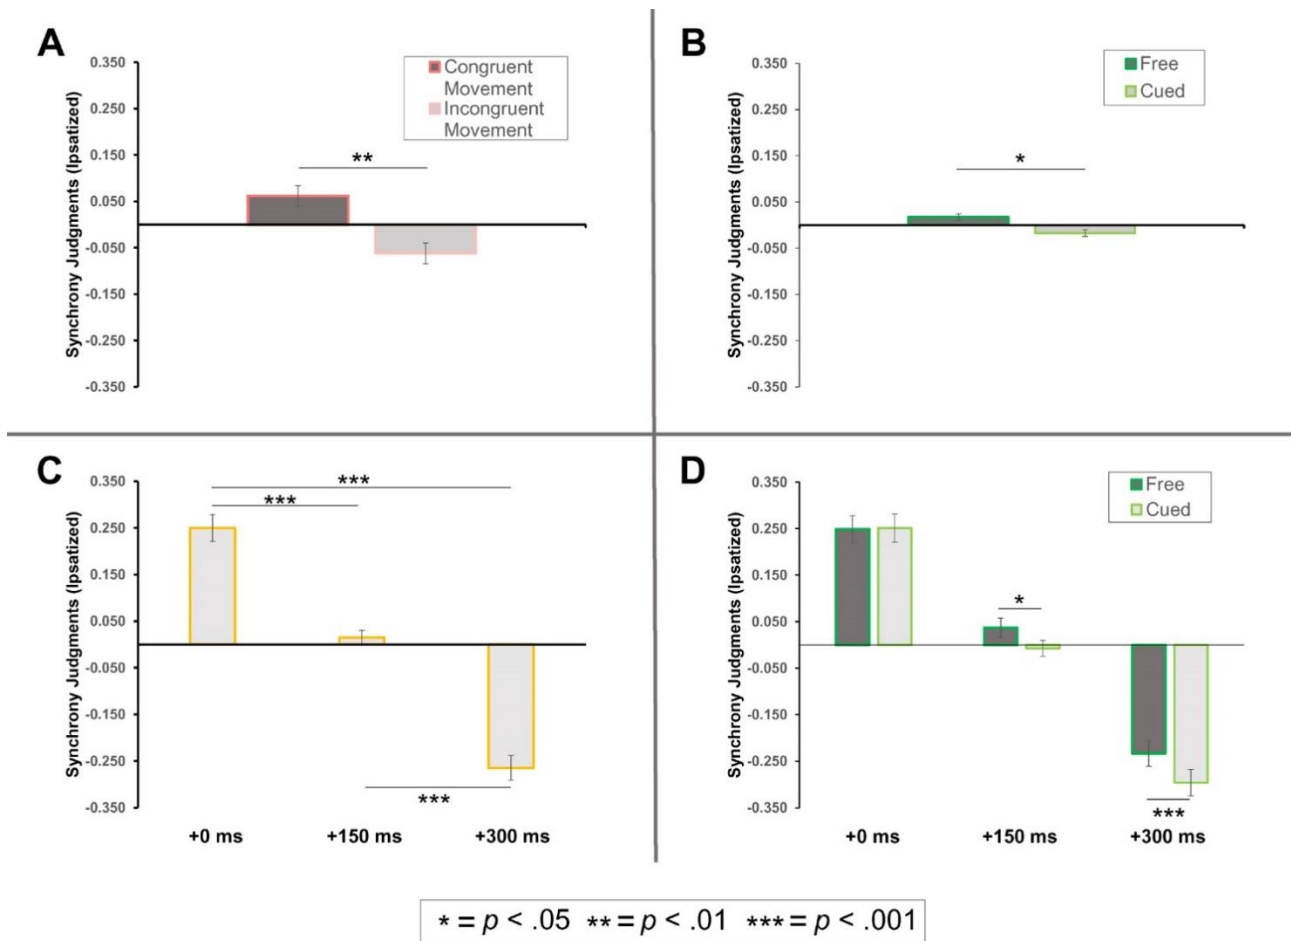 A
Synchrony Judgments (Ipsatized)
0.350
0.250
0.150
0.050
-0.050
-0.150
-0.250
-0.350
Congruent
Movement
Incongruent
Movement
**
B
Synchrony Judgments (Ipsatized)
0.350
0.250
0.150
0.050
-0.050
-0.150
-0.250
-0.350
Free
Cued
*
C
Synchrony Judgments (Ipsatized)
0.350
0.250
0.150
0.050
-0.050
-0.150
-0.250
-0.350
***
***
***
+0 ms +150 ms +300 ms
D
Synchrony Judgments (Ipsatized)
0.350
0.250
0.150
0.050
-0.050
-0.150
-0.250
-0.350
Free
Cued
*
***
+0 ms +150 ms +300 ms
* = p < .05 ** = p < .01 *** = p < .001